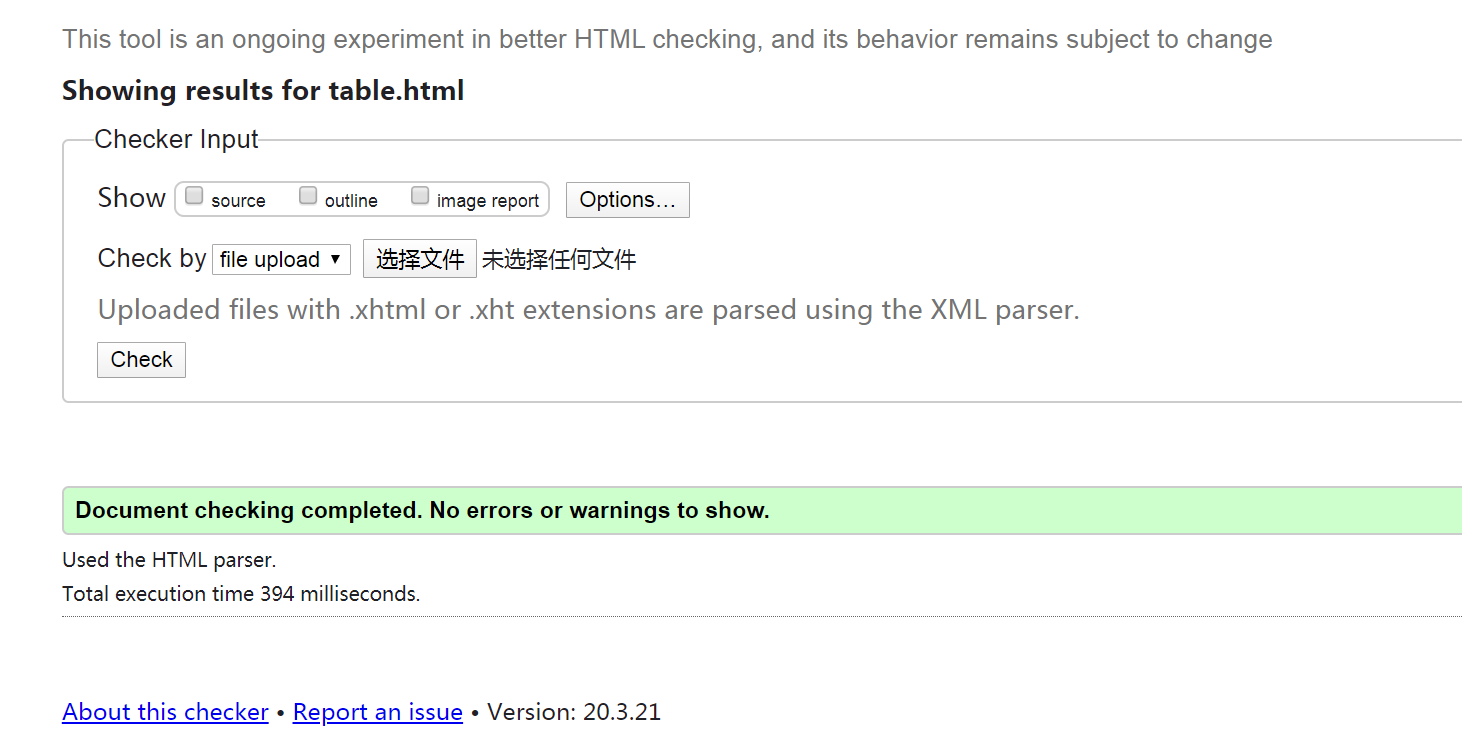 This tool is an ongoing experiment in better HTML checking, and its behavior remains subject to change
Showing results for table.html
Checker Input
Show source outline image report Options...
Check by file upload ▼ 选择文件 未选择任何文件
Uploaded files with .xhtml or .xht extensions are parsed using the XML parser.
Check
Document checking completed. No errors or warnings to show.
Used the HTML parser.
Total execution time 394 milliseconds.
About this checker • Report an issue • Version: 20.3.21